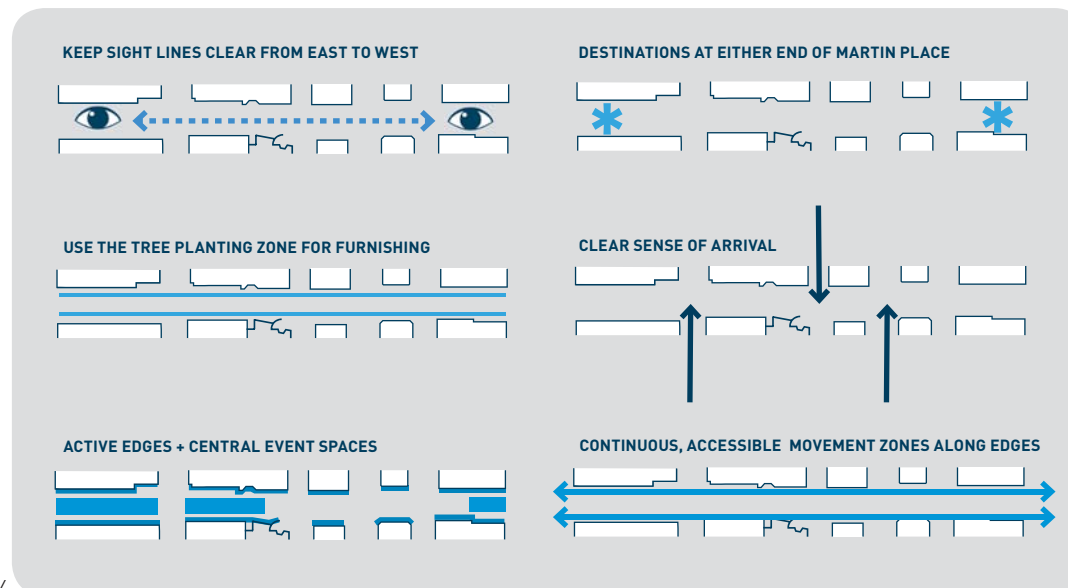 KEEP SIGHT LINES CLEAR FROM EAST TO WEST
DESTINATIONS AT EITHER END OF MARTIN PLACE
USE THE TREE PLANTING ZONE FOR FURNISHING
CLEAR SENSE OF ARRIVAL
ACTIVE EDGES + CENTRAL EVENT SPACES
CONTINUOUS, ACCESSIBLE MOVEMENT ZONES ALONG EDGES